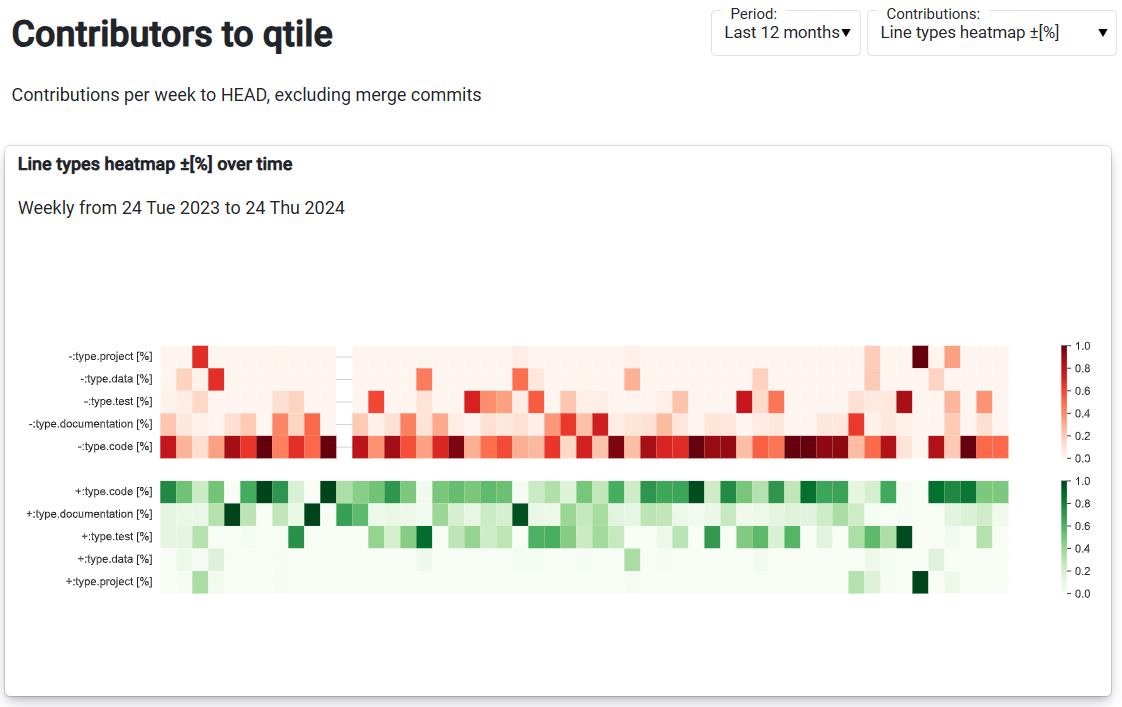 Contributors to qtile
Period:
Last 12 months▾
Contributions:
Line types heatmap ±[%] ▾
Contributions per week to HEAD, excluding merge commits
Line types heatmap ±[%] over time
Weekly from 24 Tue 2023 to 24 Thu 2024
-:type.project [%]
-:type.data [%]
-:type.test [%]
-:type.documentation [%]
-:type.code [%]
1.0
0.8
0.6
0.4
0.2
0.0
+:type.code [%]
+:type.documentation [%]
+:type.test [%]
+:type.data [%]
+:type.project [%]
1.0
0.8
0.6
0.4
0.2
0.0